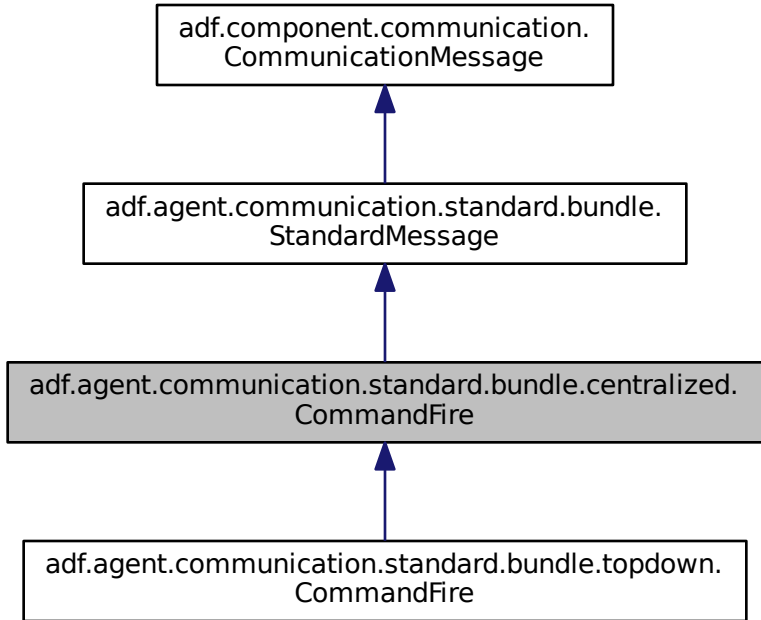 adf.component.communication.
CommunicationMessage
adf.agent.communication.standard.bundle.
StandardMessage
adf.agent.communication.standard.bundle.centralized.
CommandFire
adf.agent.communication.standard.bundle.topdown.
CommandFire